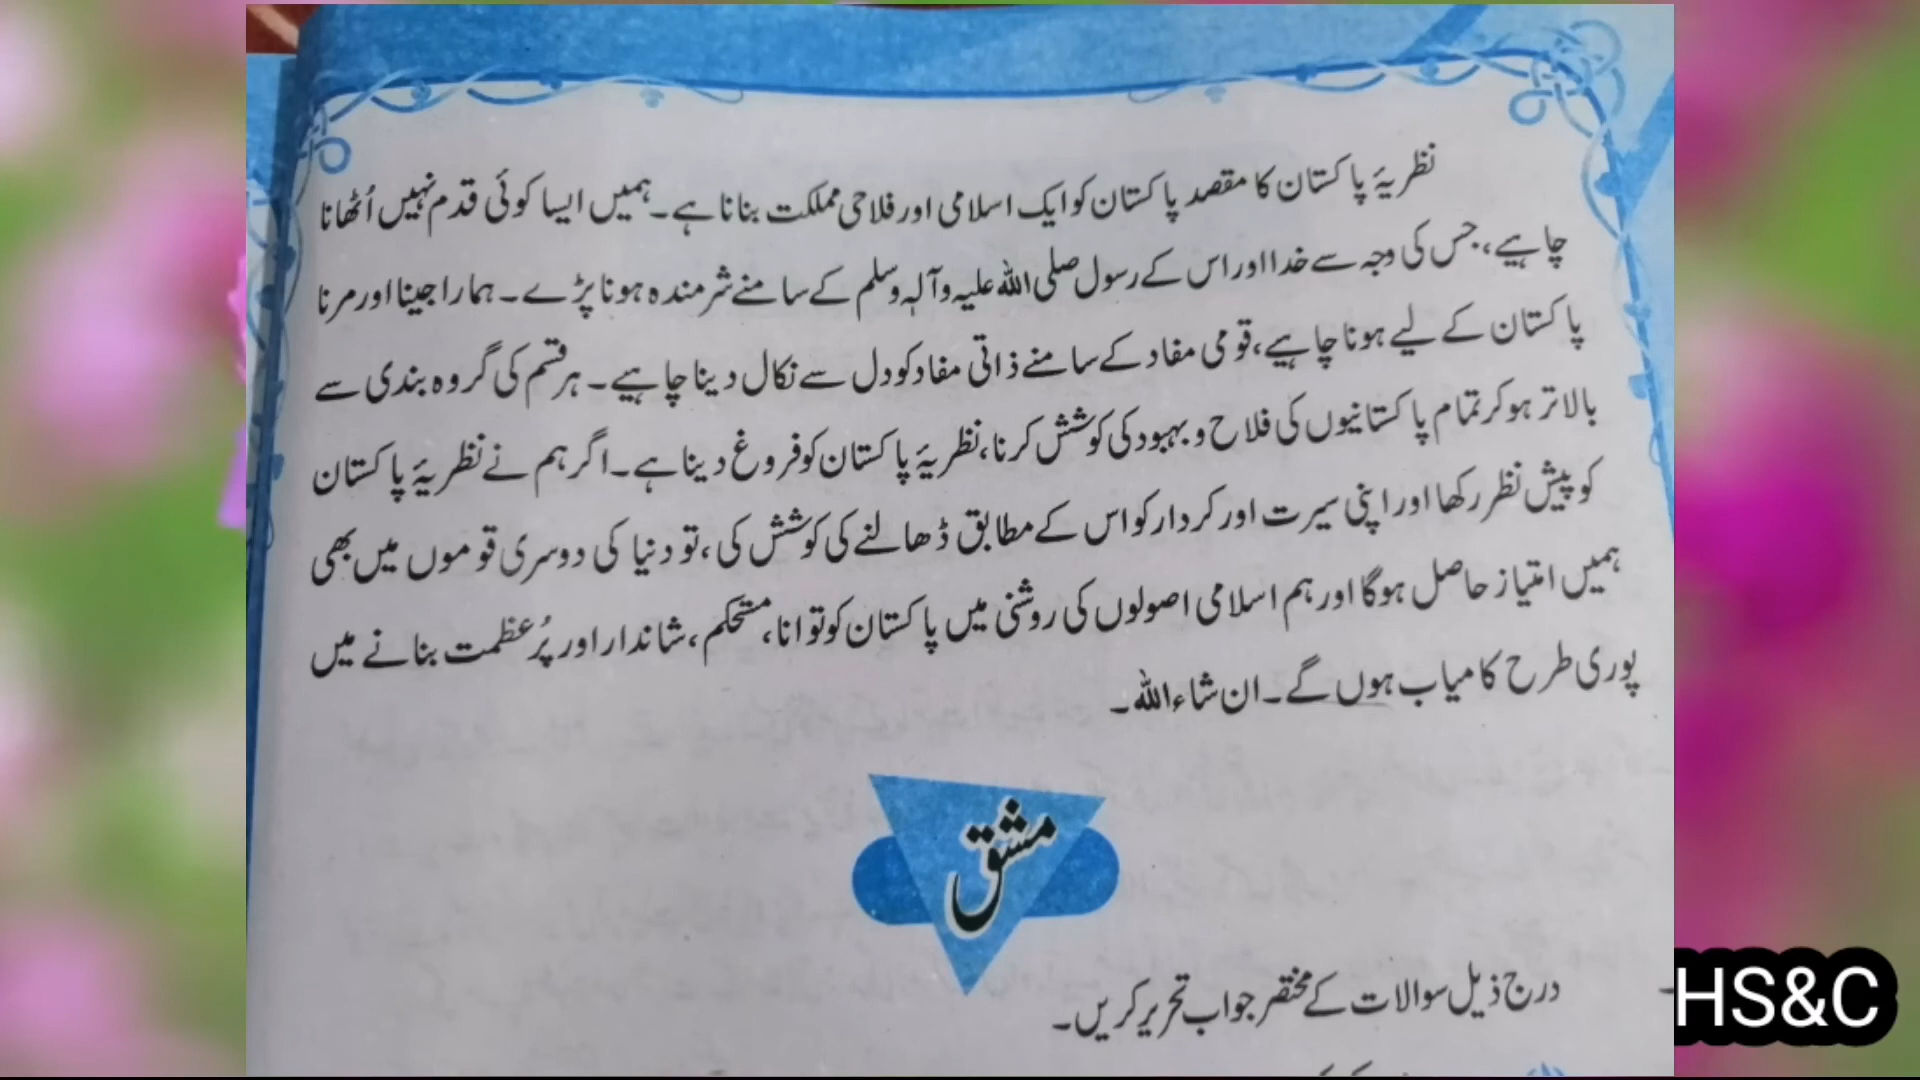 نظریۂ پاکستان کا مقصد پاکستان کو ایک اسلامی اور فلاحی مملکت بنانا ہے۔ ہمیں ایسا کوئی قدم نہیں اُٹھانا
چاہیے، جس کی وجہ سے خدا اور اس کے رسول صلی اللہ علیہ وآلہٖ وسلم کے سامنے شرمندہ ہونا پڑے۔ ہمارا جینا اور مرنا
پاکستان کے لیے ہونا چاہیے، قومی مفاد کے سامنے ذاتی مفاد کو دل سے نکال دینا چاہیے۔ ہر قسم کی گروہ بندی سے
بالاتر ہو کر تمام پاکستانیوں کی فلاح و بہبود کی کوشش کرنا، نظریۂ پاکستان کو فروغ دینا ہے۔ اگر ہم نے نظریۂ پاکستان
کو پیش نظر رکھا اور اپنی سیرت اور کردار کو اس کے مطابق ڈھالنے کی کوشش کی، تو دنیا کی دوسری قوموں میں بھی
ہمیں امتیاز حاصل ہوگا اور ہم اسلامی اصولوں کی روشنی میں پاکستان کو توانا، مستحکم، شاندار اور پُرعظمت بنانے میں
پوری طرح کامیاب ہوں گے۔ ان شاء اللہ۔
مشق
درج ذیل سوالات کے مختصر جواب تحریر کریں۔
HS&C